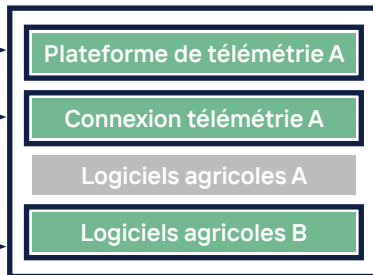 Plateforme de télémétrie A
Connexion télémétrie A
Logiciels agricoles A
Logiciels agricoles B